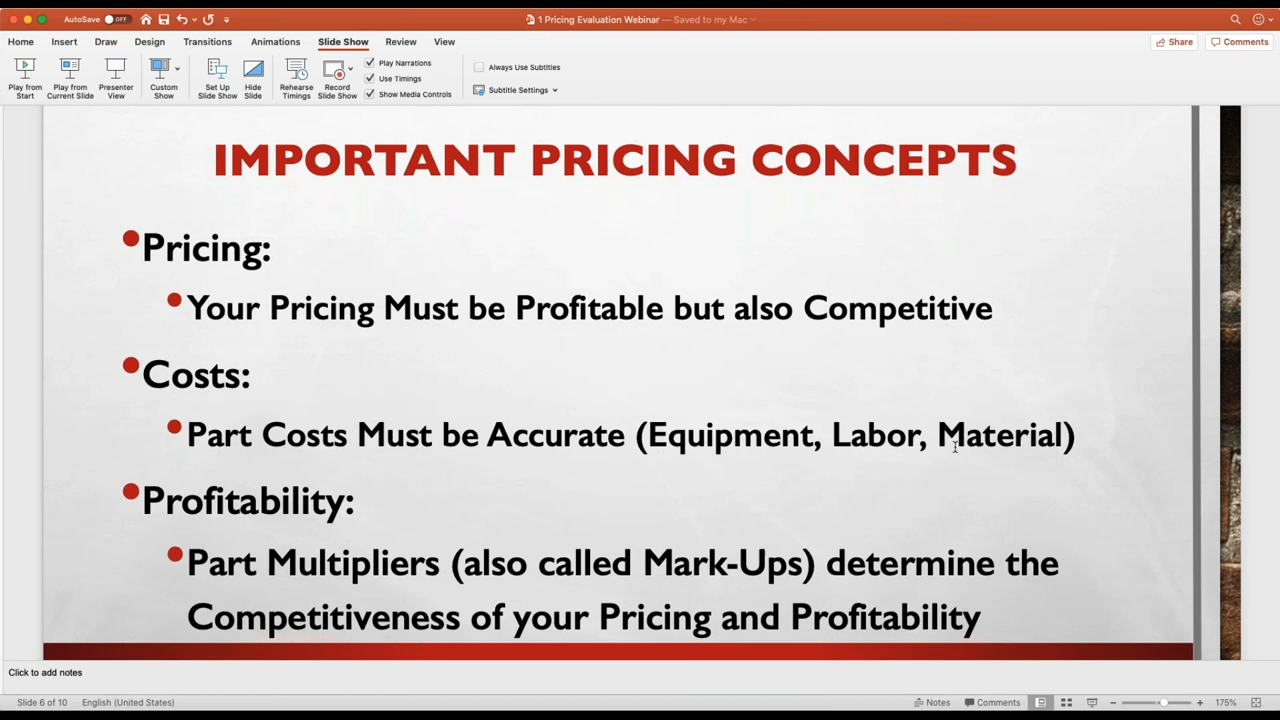 AutoSave OFF
1 Pricing Evaluation Webinar — Saved to my Mac
Home Insert Draw Design Transitions Animations Slide Show Review View Share Comments
Play from Start
Play from Current Slide
Presenter View
Custom Show
Set Up Slide Show
Hide Slide
Rehearse Timings
Record Slide Show
Play Narrations
Use Timings
Show Media Controls
Always Use Subtitles
Subtitle Settings
IMPORTANT PRICING CONCEPTS
•Pricing:
•Your Pricing Must be Profitable but also Competitive
•Costs:
•Part Costs Must be Accurate (Equipment, Labor, Material)
•Profitability:
•Part Multipliers (also called Mark-Ups) determine the
Competitiveness of your Pricing and Profitability
Click to add notes
Slide 6 of 10 English (United States) Notes Comments 175%